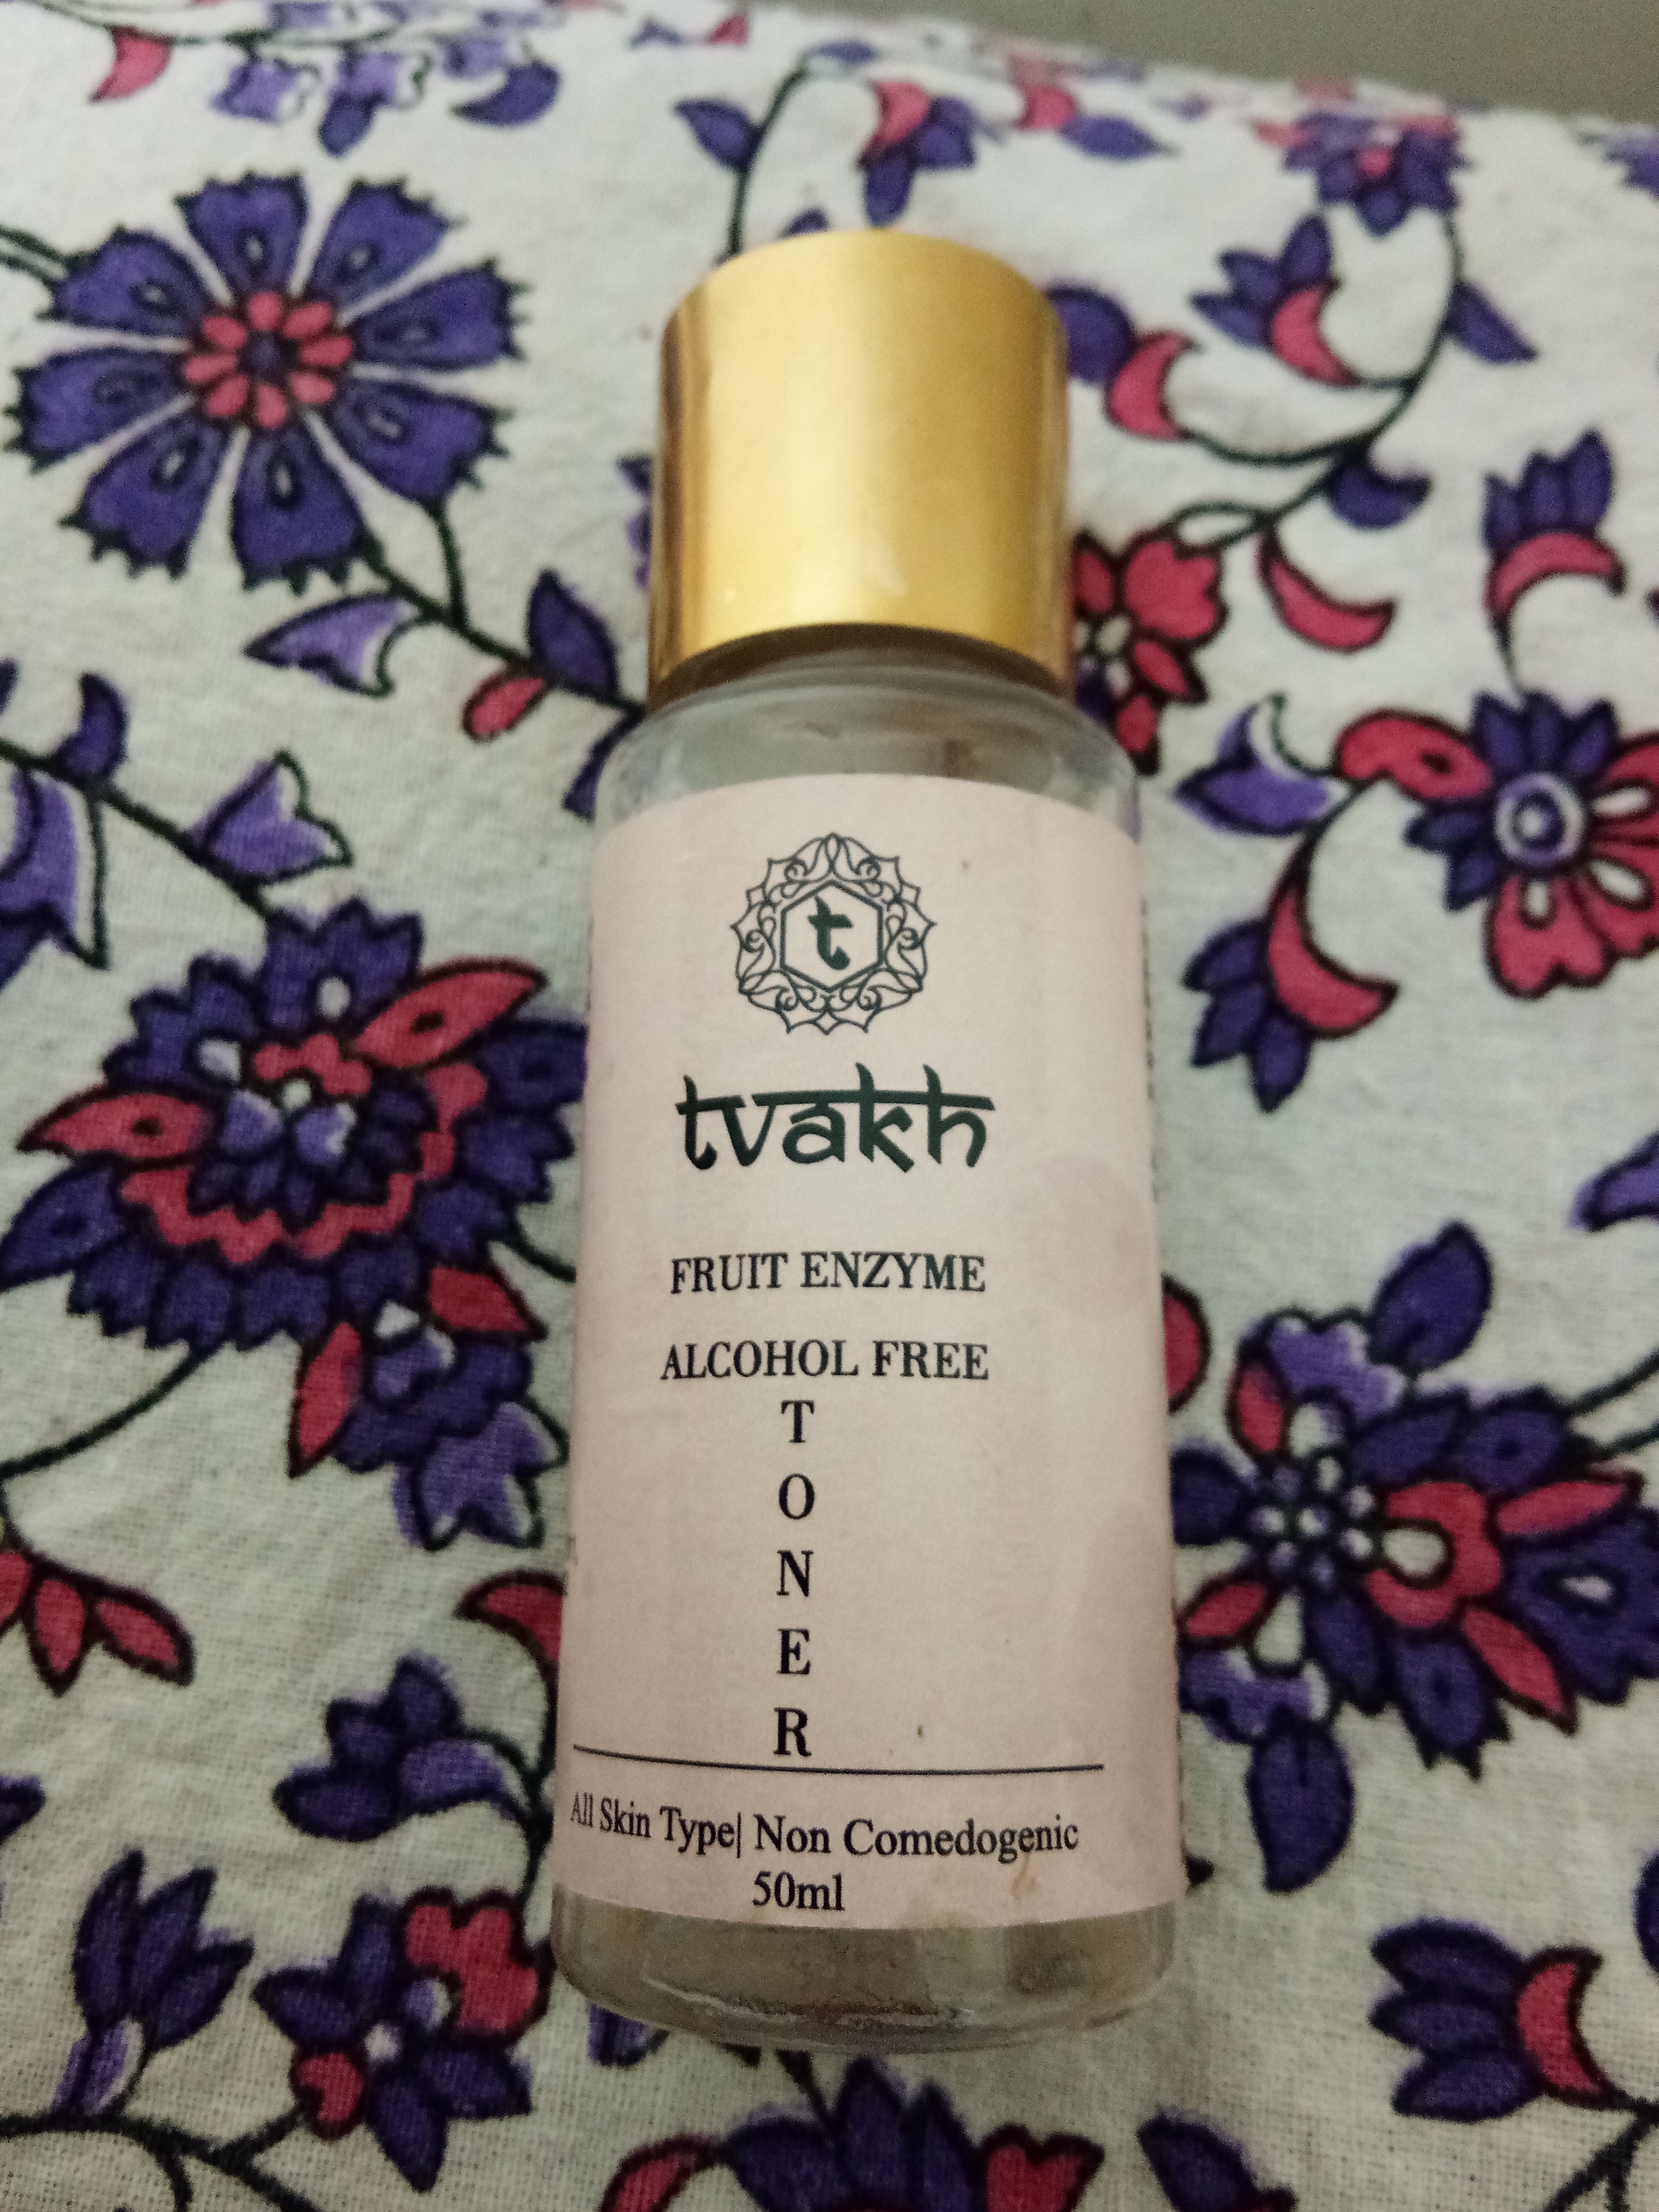 t
tvakh
FRUIT ENZYME
ALCOHOL FREE
T
O
N
E
R
All Skin Type| Non Comedogenic
50ml